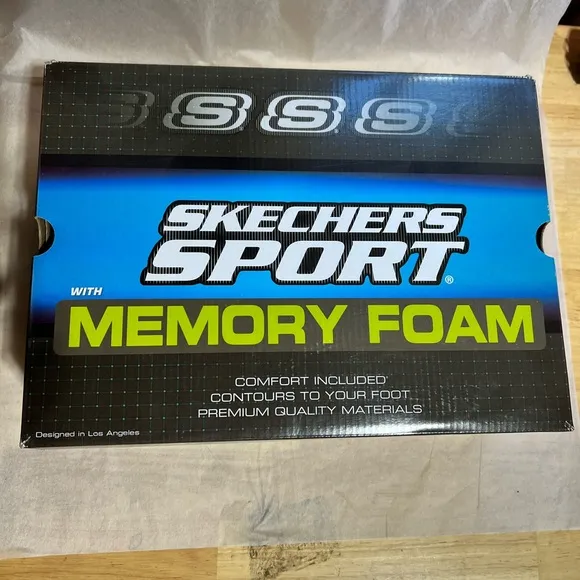 S S S S S
SKECHERS
SPORT®
WITH
MEMORY FOAM
COMFORT INCLUDED
CONTOURS TO YOUR FOOT
PREMIUM QUALITY MATERIALS
Designed in Los Angeles